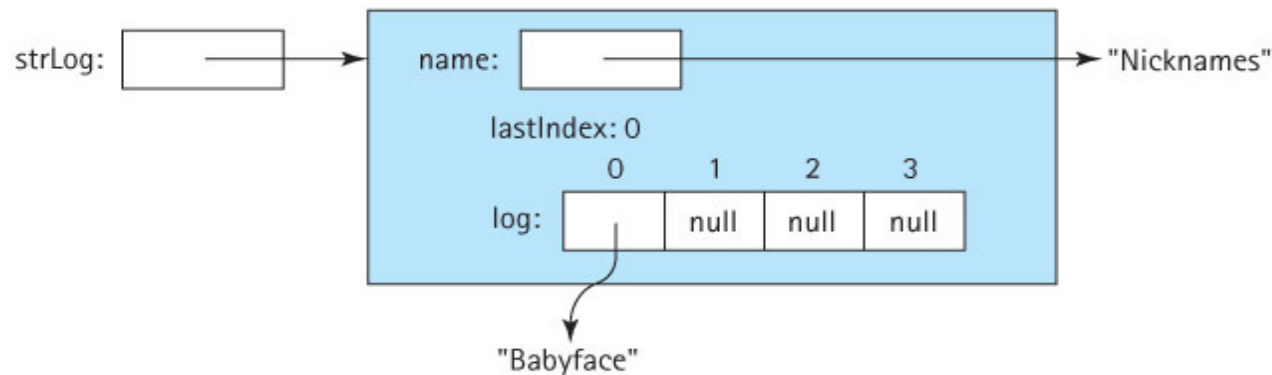 strLog:
name:
"Nicknames"
lastIndex: 0
0 1 2 3
log: null null null
"Babyface"